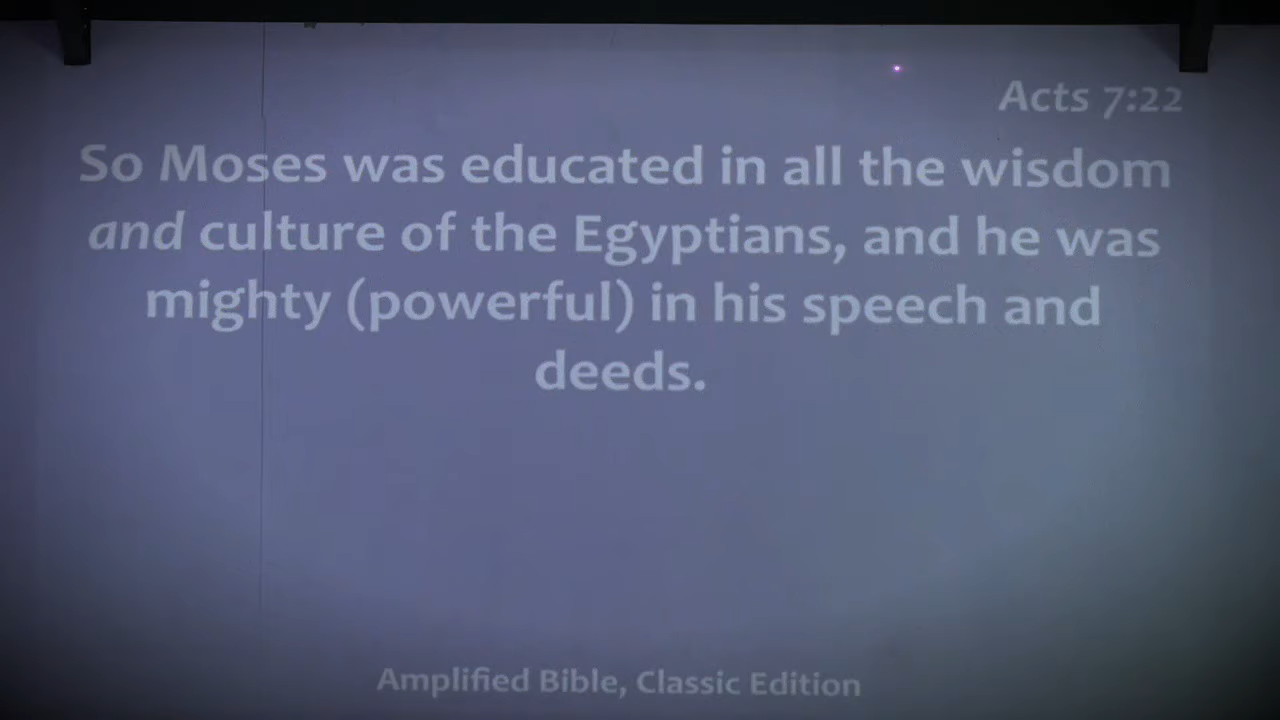 Acts 7:22
So Moses was educated in all the wisdom
and culture of the Egyptians, and he was
mighty (powerful) in his speech and
deeds.
Amplified Bible, Classic Edition